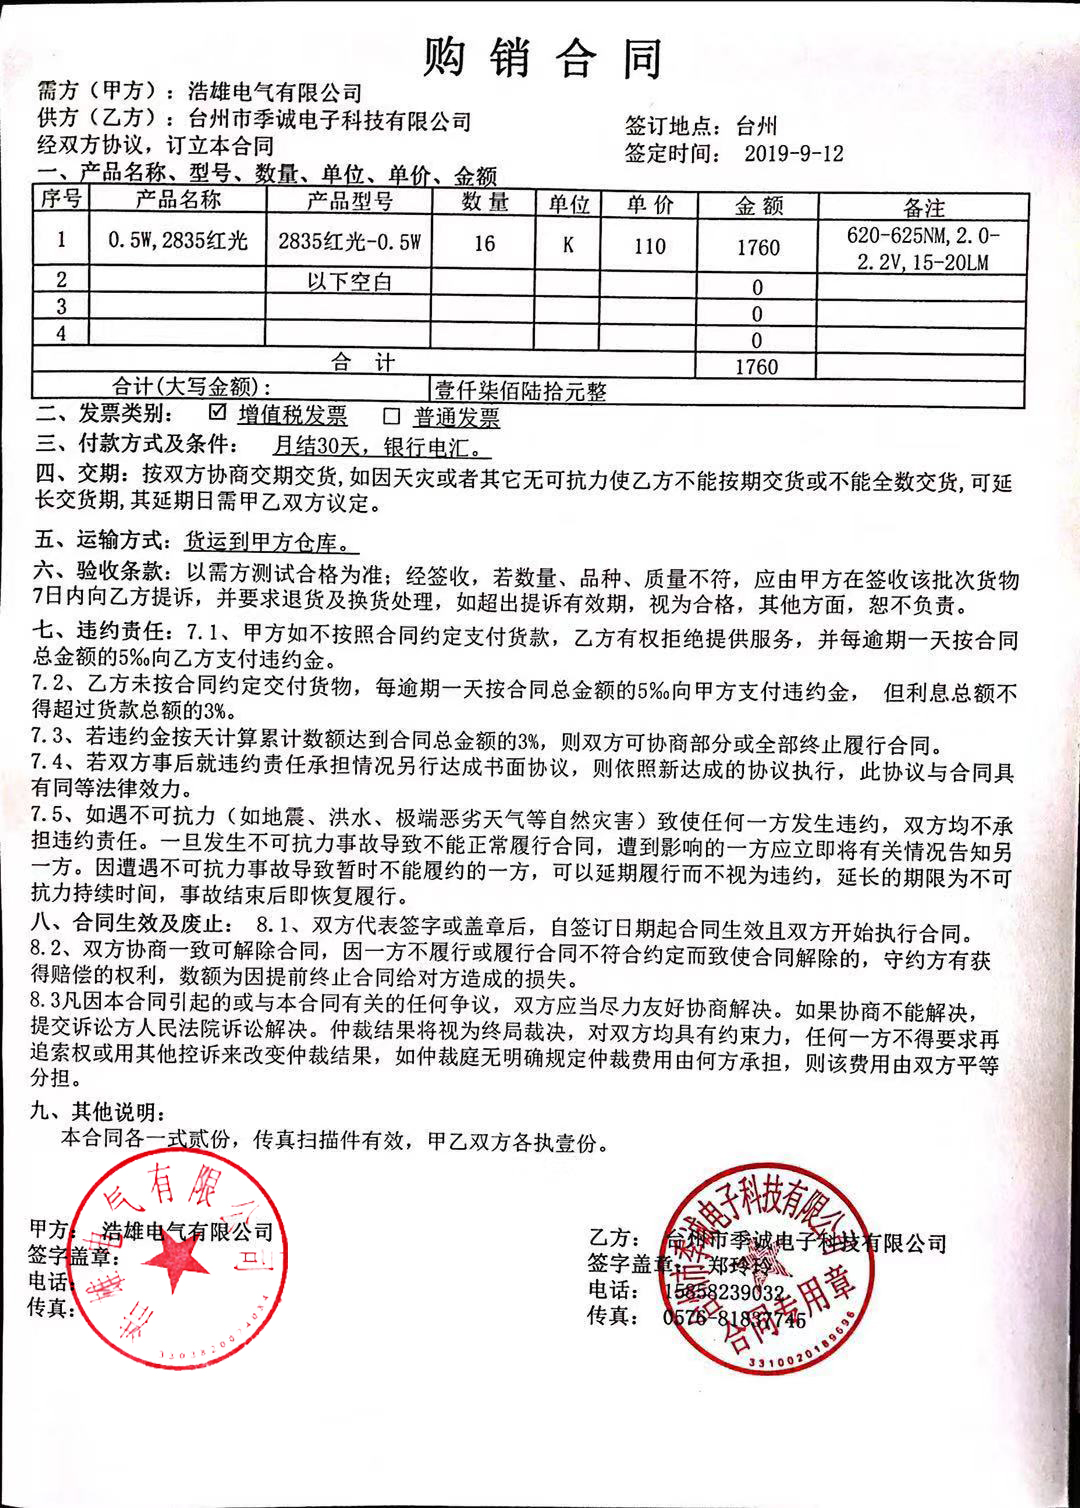 购销合同
需方（甲方）：浩雄电气有限公司
供方（乙方）：台州市季诚电子科技有限公司
签订地点：台州
经双方协议，订立本合同
签定时间： 2019-9-12
一、产品名称、型号、数量、单位、单价、金额
序号 产品名称 产品型号 数量 单位 单价 金额 备注
1 0.5W,2835红光 2835红光-0.5W 16 K 110 1760 620-625NM,2.0-
2.2V,15-20LM
2 以下空白 0
3 0
4 0
合 计 1760
合计(大写金额)： 壹仟柒佰陆拾元整
二、发票类别： ☑ 增值税发票 □ 普通发票
三、付款方式及条件： 月结30天，银行电汇。
四、交期：按双方协商交期交货,如因天灾或者其它无可抗力使乙方不能按期交货或不能全数交货,可延
长交货期,其延期日需甲乙双方议定。
五、运输方式：货运到甲方仓库。
六、验收条款：以需方测试合格为准；经签收，若数量、品种、质量不符，应由甲方在签收该批次货物
7日内向乙方提诉，并要求退货及换货处理，如超出提诉有效期，视为合格，其他方面，恕不负责。
七、违约责任：7.1、甲方如不按照合同约定支付货款，乙方有权拒绝提供服务，并每逾期一天按合同
总金额的5‰向乙方支付违约金。
7.2、乙方未按合同约定交付货物，每逾期一天按合同总金额的5‰向甲方支付违约金， 但利息总额不
得超过货款总额的3%。
7.3、若违约金按天计算累计数额达到合同总金额的3%，则双方可协商部分或全部终止履行合同。
7.4、若双方事后就违约责任承担情况另行达成书面协议，则依照新达成的协议执行，此协议与合同具
有同等法律效力。
7.5、如遇不可抗力（如地震、洪水、极端恶劣天气等自然灾害）致使任何一方发生违约，双方均不承
担违约责任。一旦发生不可抗力事故导致不能正常履行合同，遭到影响的一方应立即将有关情况告知另
一方。因遭遇不可抗力事故导致暂时不能履约的一方，可以延期履行而不视为违约，延长的期限为不可
抗力持续时间，事故结束后即恢复履行。
八、合同生效及废止： 8.1、双方代表签字或盖章后，自签订日期起合同生效且双方开始执行合同。
8.2、双方协商一致可解除合同，因一方不履行或履行合同不符合约定而致使合同解除的，守约方有获
得赔偿的权利，数额为因提前终止合同给对方造成的损失。
8.3凡因本合同引起的或与本合同有关的任何争议，双方应当尽力友好协商解决。如果协商不能解决，
提交诉讼方人民法院诉讼解决。仲裁结果将视为终局裁决，对双方均具有约束力，任何一方不得要求再
追索权或用其他控诉来改变仲裁结果，如仲裁庭无明确规定仲裁费用由何方承担，则该费用由双方平等
分担。
九、其他说明：
本合同各一式贰份，传真扫描件有效，甲乙双方各执壹份。
甲方： 浩雄电气有限公司
签字盖章：
电话：
传真：
浩雄电气有限公司
乙方： 台州市季诚电子科技有限公司
签字盖章： 郑玲玲
电话： 15858239032
传真： 0576-81837745
台州市季诚电子科技有限公司
合同专用章
3310020189696